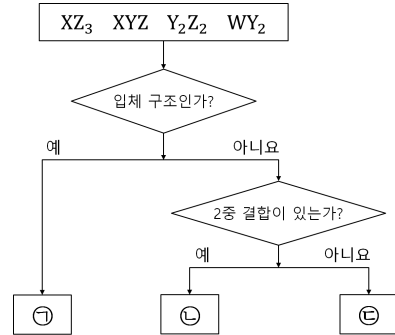 XZ₃ XYZ Y₂Z₂ WY₂
입체 구조인가?
예 아니요
2중 결합이 있는가?
예 아니요
㉠ ㉡ ㉢